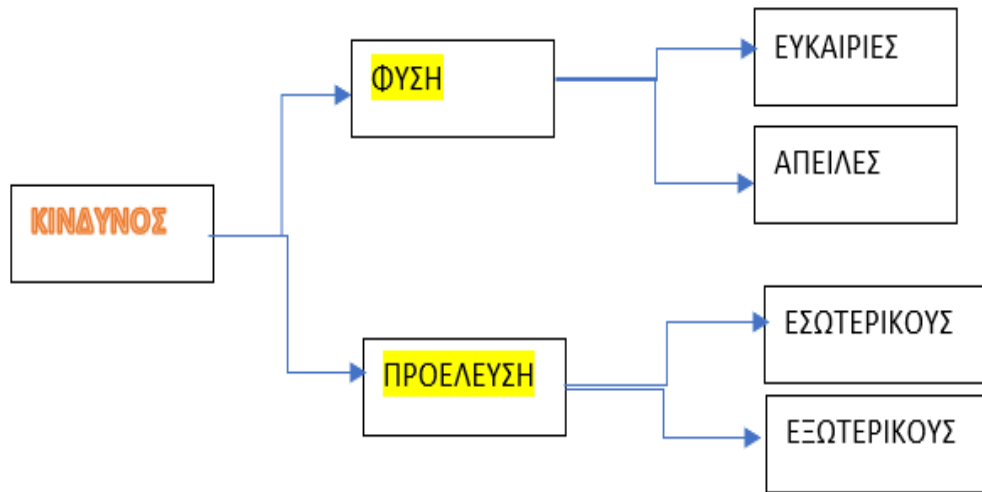 ΚΙΝΔΥΝΟΣ
ΦΥΣΗ
ΕΥΚΑΙΡΙΕΣ
ΑΠΕΙΛΕΣ
ΠΡΟΕΛΕΥΣΗ
ΕΣΩΤΕΡΙΚΟΥΣ
ΕΞΩΤΕΡΙΚΟΥΣ